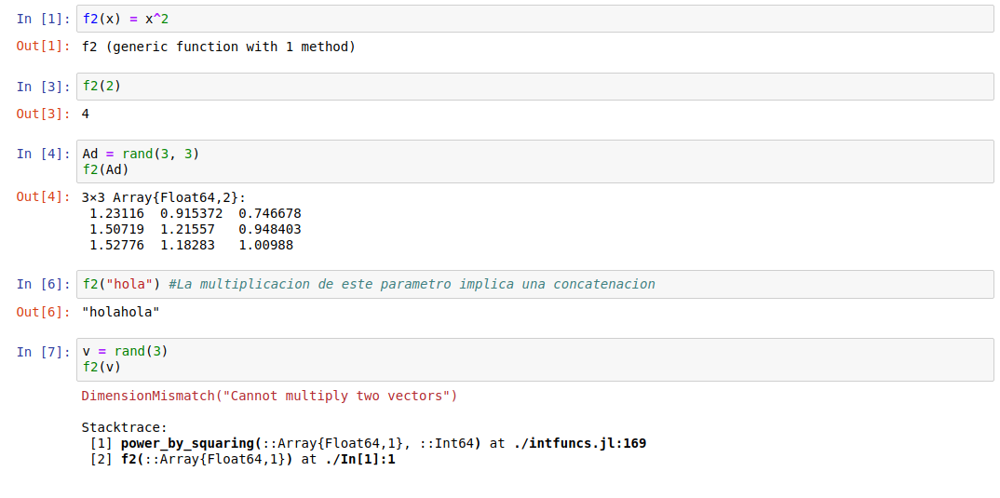 In [1]: f2(x) = x^2
Out[1]: f2 (generic function with 1 method)
In [3]: f2(2)
Out[3]: 4
In [4]: Ad = rand(3, 3)
f2(Ad)
Out[4]: 3×3 Array{Float64,2}:
1.23116 0.915372 0.746678
1.50719 1.21557 0.948403
1.52776 1.18283 1.00988
In [6]: f2("hola") #La multiplicacion de este parametro implica una concatenacion
Out[6]: "holahola"
In [7]: v = rand(3)
f2(v)
DimensionMismatch("Cannot multiply two vectors")
Stacktrace:
[1] power_by_squaring(::Array{Float64,1}, ::Int64) at ./intfuncs.jl:169
[2] f2(::Array{Float64,1}) at ./In[1]:1